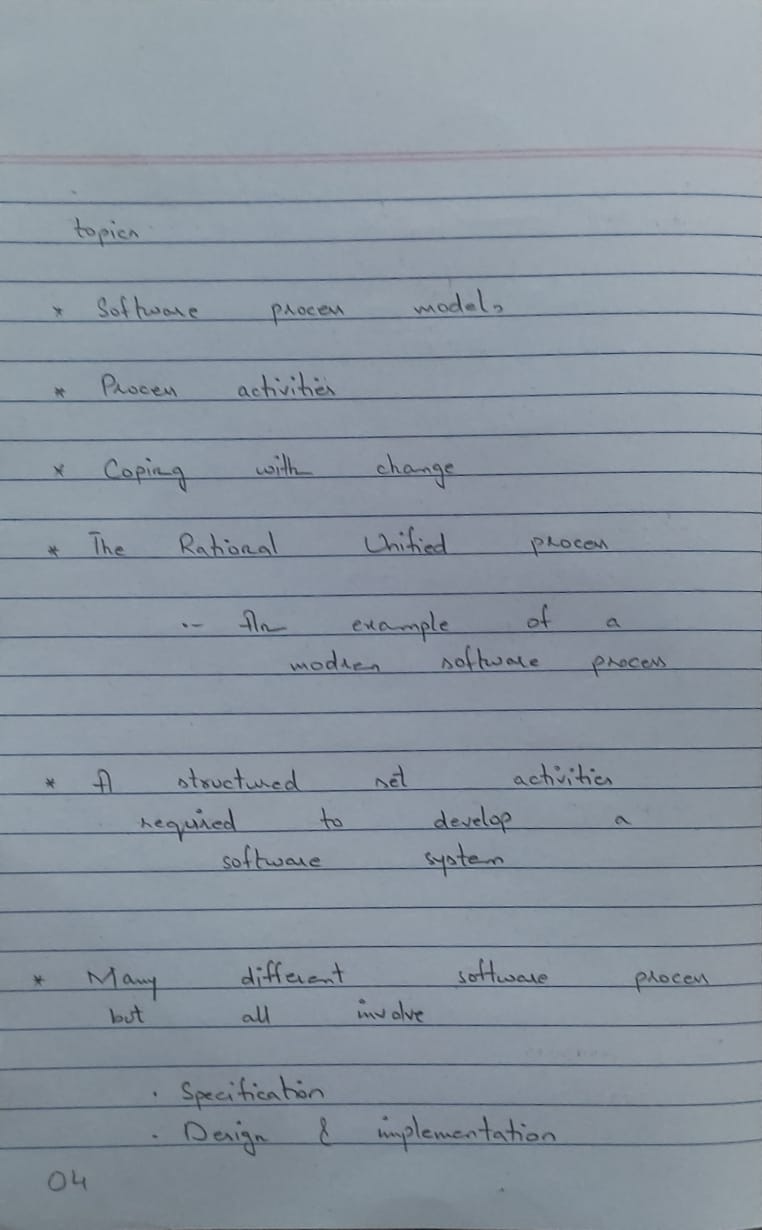 topics
* Software process models
* Process activities
* Coping with change
* The Rational Unified process
:- An example of a
modren software process
* A structured set activities
required to develop a
software system
* Many different software process
but all involve
· Specification
· Design & implementation
04